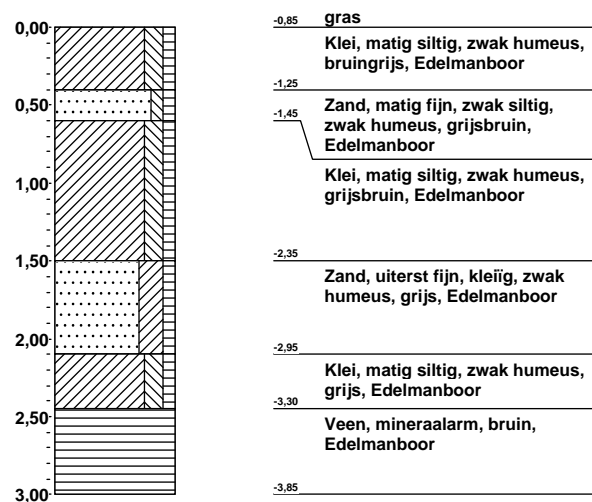 0,00
0,50
1,00
1,50
2,00
2,50
3,00
-0,85
gras
Klei, matig siltig, zwak humeus,
bruingrijs, Edelmanboor
-1,25
Zand, matig fijn, zwak siltig,
zwak humeus, grijsbruin,
Edelmanboor
-1,45
Klei, matig siltig, zwak humeus,
grijsbruin, Edelmanboor
-2,35
Zand, uiterst fijn, kleiïg, zwak
humeus, grijs, Edelmanboor
-2,95
Klei, matig siltig, zwak humeus,
grijs, Edelmanboor
-3,30
Veen, mineraalarm, bruin,
Edelmanboor
-3,85